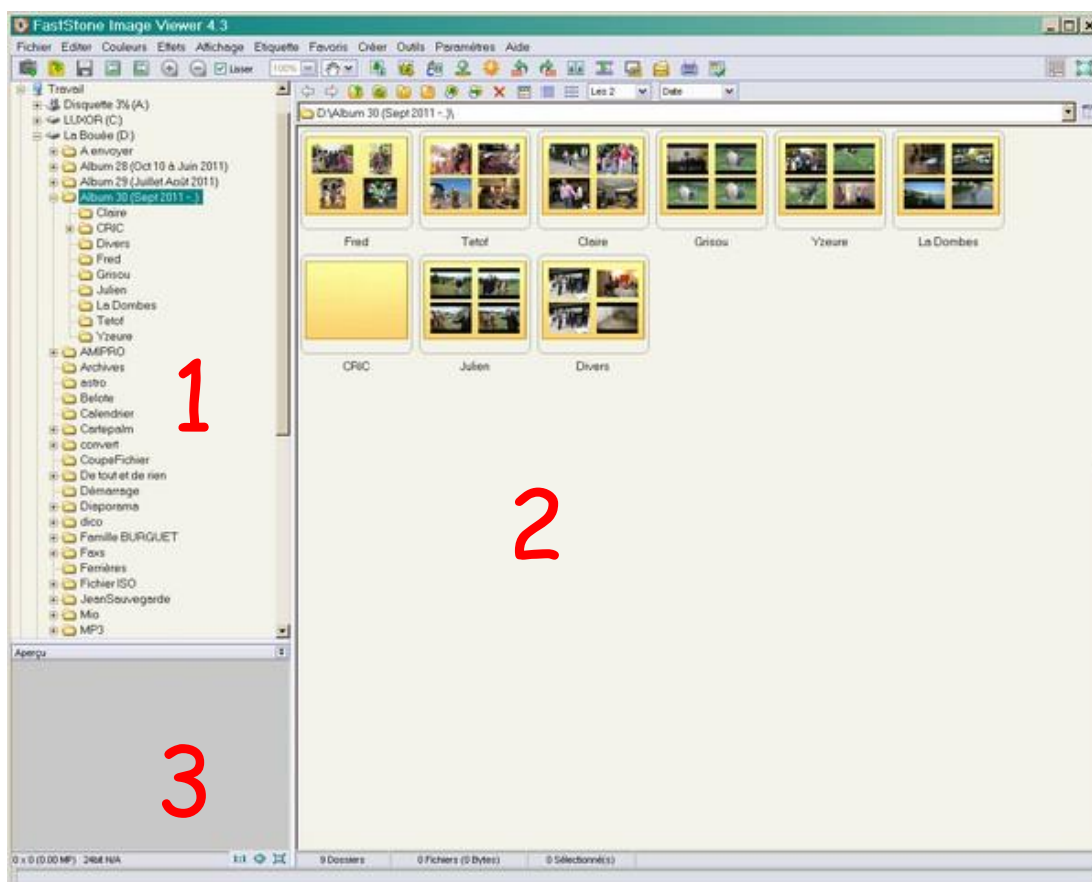 FastStone Image Viewer 4.3
Fichier Editer Couleurs Effets Affichage Etiquette Favoris Créer Outils Paramètres Aide
Lisser 100%
Travail
Disquette 3½ (A:)
LUXOR (C:)
La Bouée (D:)
A envoyer
Album 28 (Oct 10 à Juin 2011)
Album 29 (Juillet Août 2011)
Album 30 (Sept 2011 - ..)
Claire
CRIC
Divers
Fred
Grisou
Julien
La Dombes
Tetof
Yzeure
AMIPRO
Archives
astro
Belote
Calendrier
Cartepalm
convert
CoupeFichier
De tout et de rien
Démarrage
Diaporama
dico
Famille BURGUET
Faxs
Ferrières
Fichier ISO
JeanSauvegarde
Mio
MP3
1
Aperçu
3
0 x 0 (0.00 MP) 24bit N/A 1:1
Les 2 Date
D:\Album 30 (Sept 2011 - ..)\
Fred Tetof Claire Grisou Yzeure La Dombes
CRIC Julien Divers
2
9 Dossiers 0 Fichiers (0 Bytes) 0 Sélectionné(s)